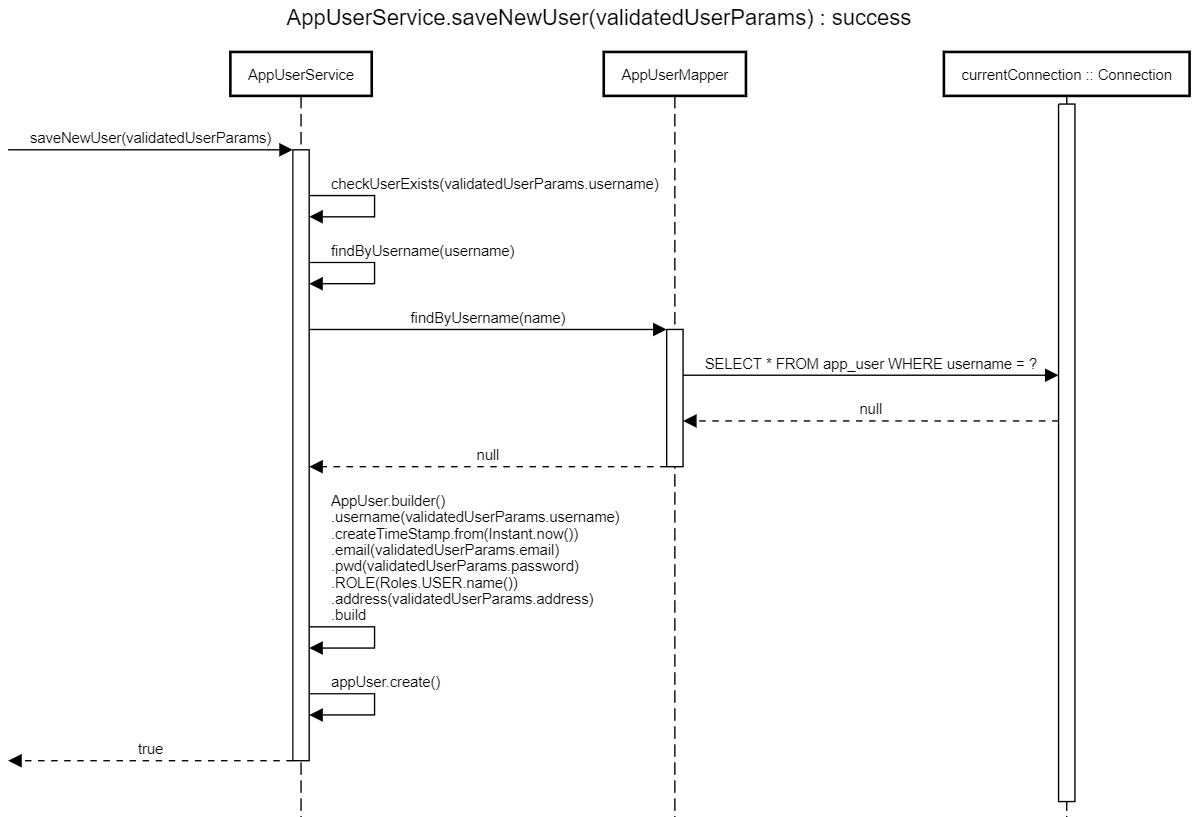 AppUserService.saveNewUser(validatedUserParams) : success
AppUserService
AppUserMapper
currentConnection :: Connection
saveNewUser(validatedUserParams)
checkUserExists(validatedUserParams.username)
findByUsername(username)
findByUsername(name)
SELECT * FROM app_user WHERE username = ?
null
null
AppUser.builder()
.username(validatedUserParams.username)
.createTimeStamp.from(Instant.now())
.email(validatedUserParams.email)
.pwd(validatedUserParams.password)
.ROLE(Roles.USER.name())
.address(validatedUserParams.address)
.build
appUser.create()
true